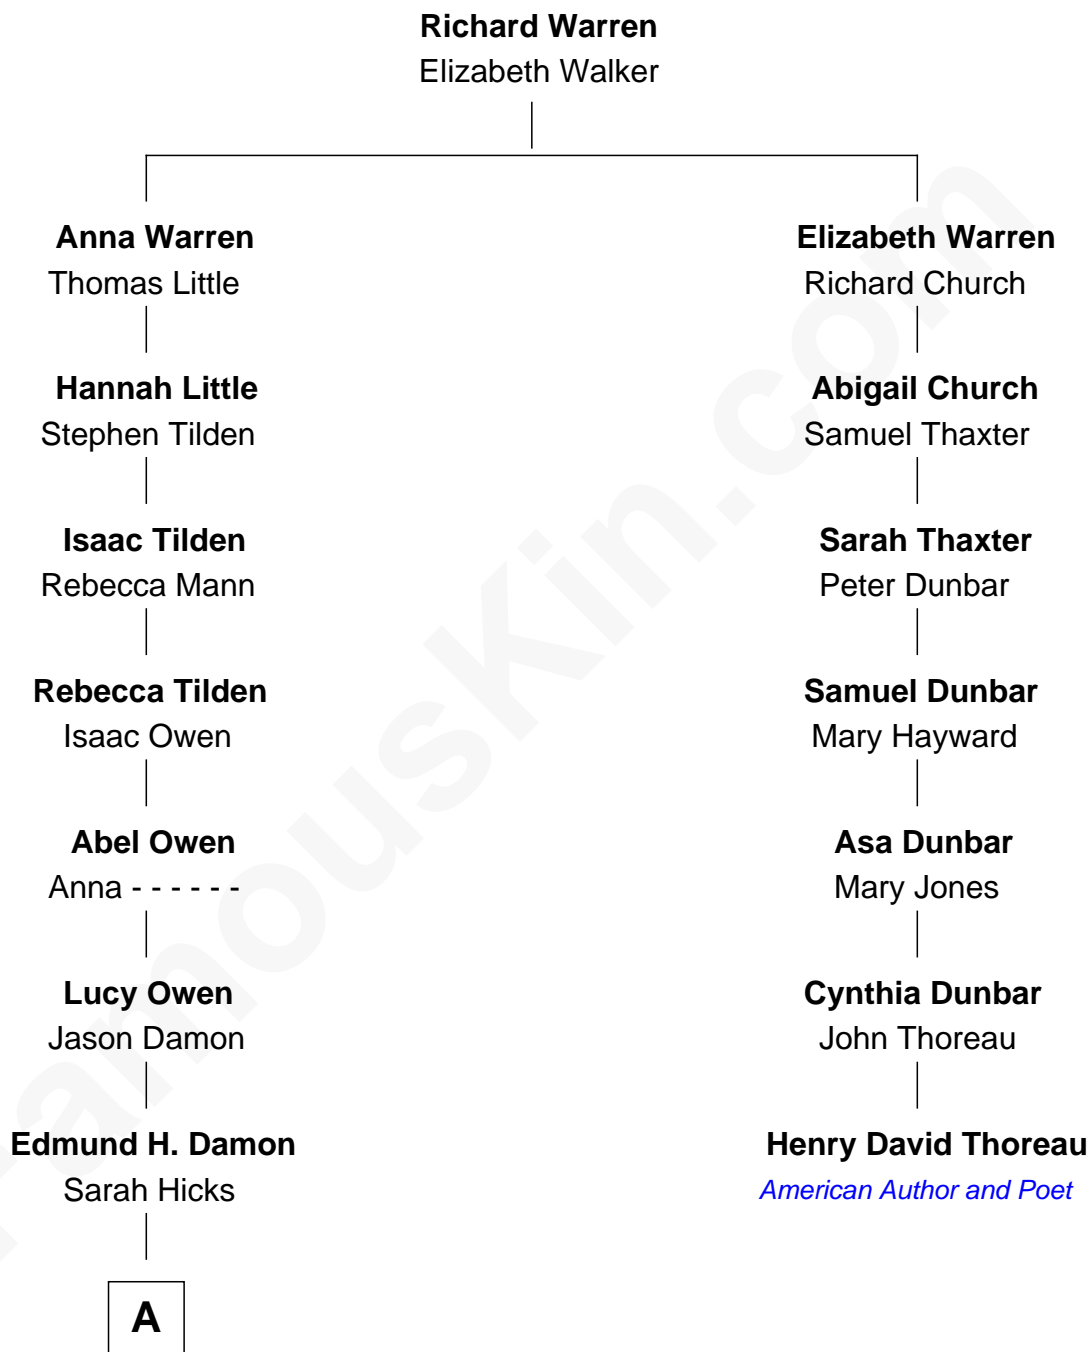 Richard Warren
Elizabeth Walker
Anna Warren
Thomas Little
Elizabeth Warren
Richard Church
Hannah Little
Stephen Tilden
Abigail Church
Samuel Thaxter
Isaac Tilden
Rebecca Mann
Sarah Thaxter
Peter Dunbar
Rebecca Tilden
Isaac Owen
Samuel Dunbar
Mary Hayward
Abel Owen
Anna - - - - - -
Asa Dunbar
Mary Jones
Lucy Owen
Jason Damon
Cynthia Dunbar
John Thoreau
Edmund H. Damon
Sarah Hicks
Henry David Thoreau
American Author and Poet
A
FamousKin.com